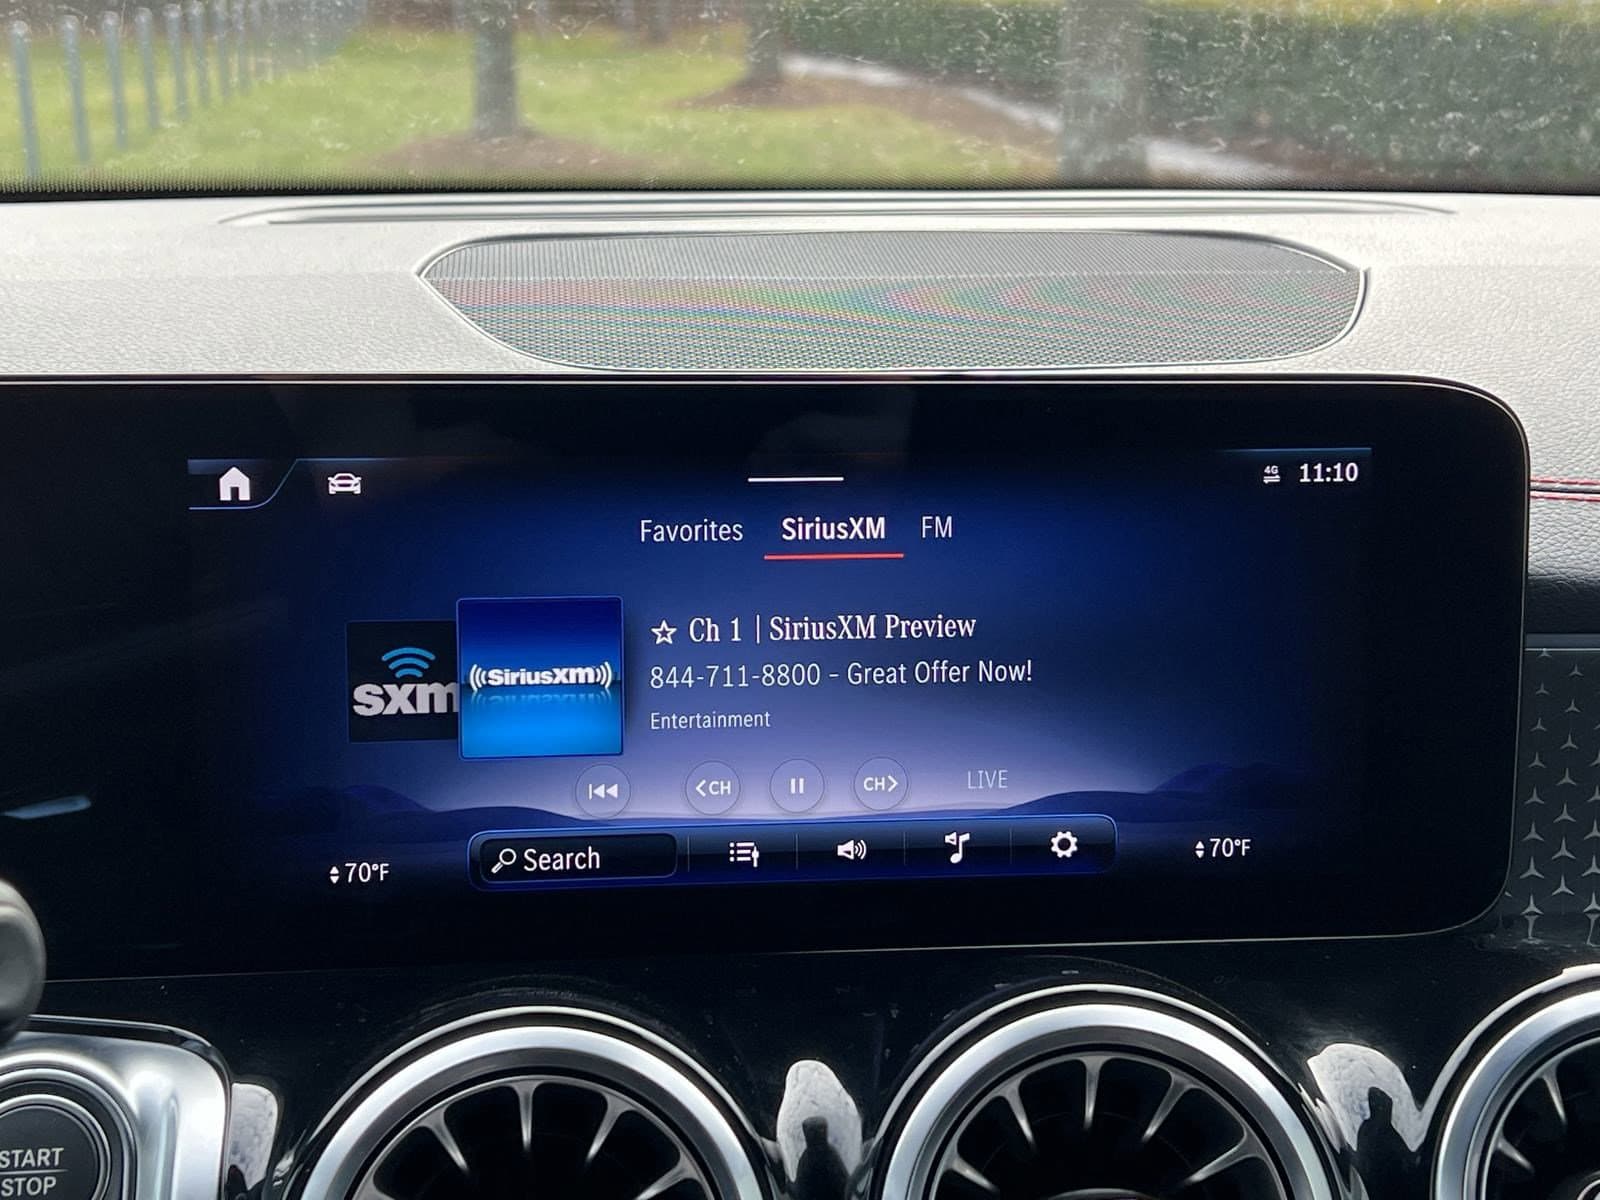 4G 11:10
Favorites SiriusXM FM
Ch 1 | SiriusXM Preview
844-711-8800 - Great Offer Now!
Entertainment
sxm
((SiriusXM))
<CH
CH>
LIVE
70°F
Search
70°F
START
STOP